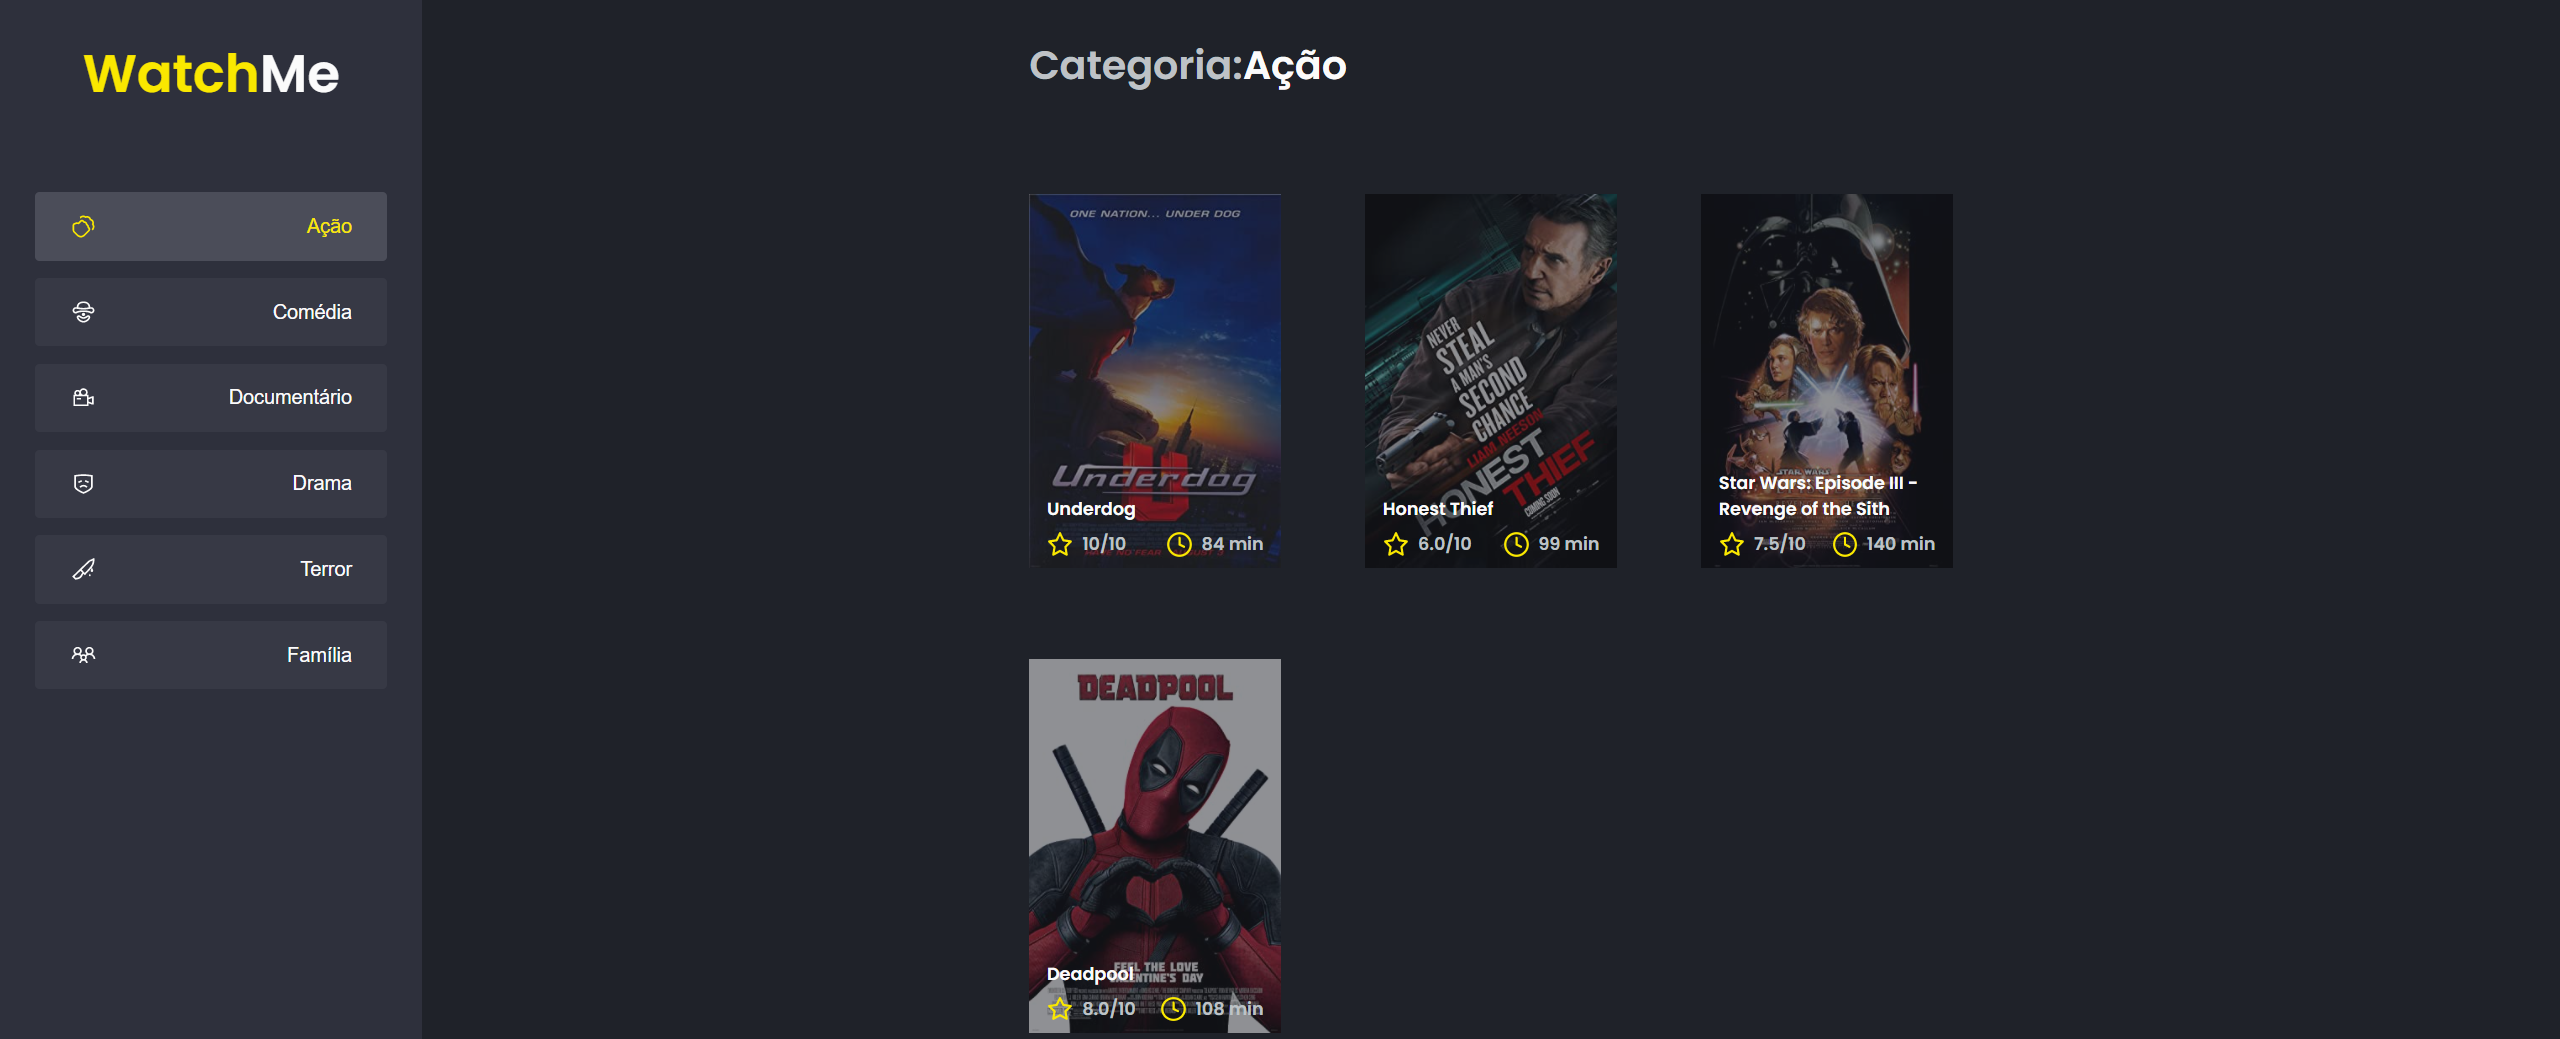 WatchMe
Ação
Comédia
Documentário
Drama
Terror
Família
Categoria:Ação
ONE NATION... UNDER DOG
Underdog
Underdog
10/10 84 min
NEVER
STEAL
A MAN'S
SECOND
CHANCE
LIAM NEESON
HONEST
THIEF
COMING SOON
Honest Thief
6.0/10 99 min
STAR WARS
Star Wars: Episode III -
Revenge of the Sith
7.5/10 140 min
DEADPOOL
FEEL THE LOVE
Deadpool
8.0/10 108 min